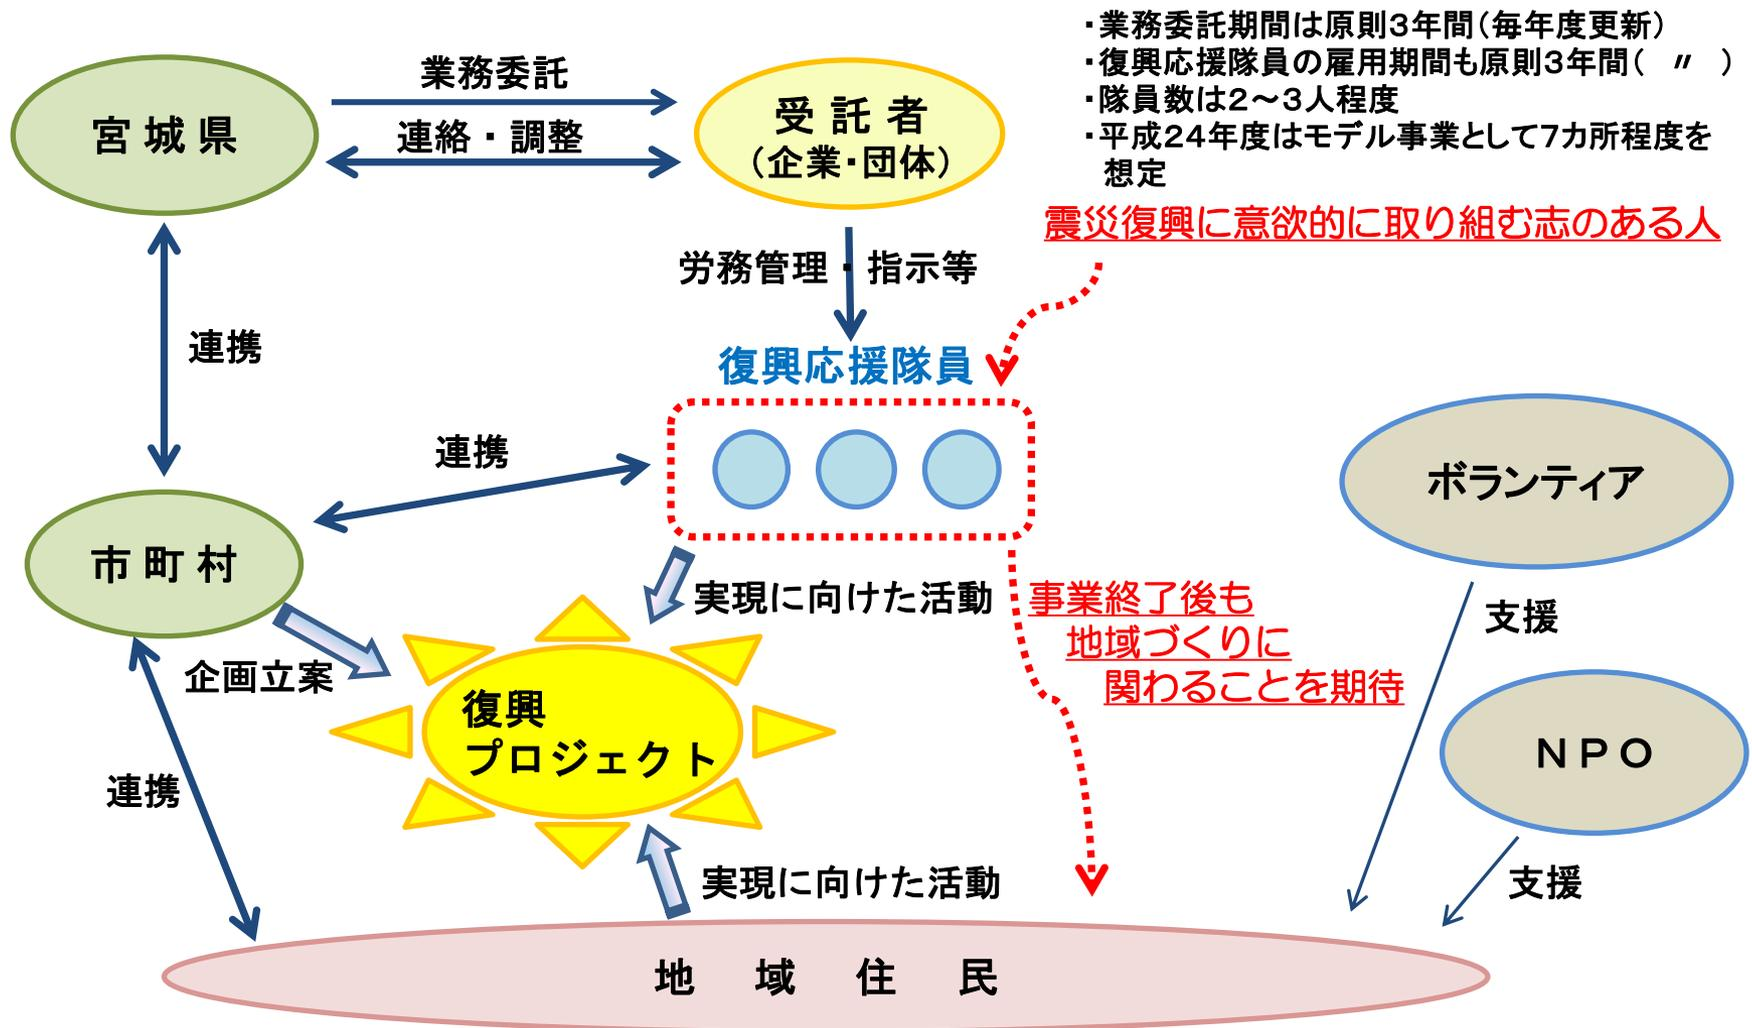 ・業務委託期間は原則3年間(毎年度更新)
・復興応援隊員の雇用期間も原則3年間( 〃 )
・隊員数は2～3人程度
・平成24年度はモデル事業として7カ所程度を
想定
業務委託
宮城県
受託者
連絡・調整
(企業・団体)
震災復興に意欲的に取り組む志のある人
労務管理・指示等
連携
復興応援隊員
連携
ボランティア
市町村
実現に向けた活動
事業終了後も
地域づくりに
関わることを期待
支援
企画立案
復興
プロジェクト
NPO
連携
実現に向けた活動
支援
地域住民